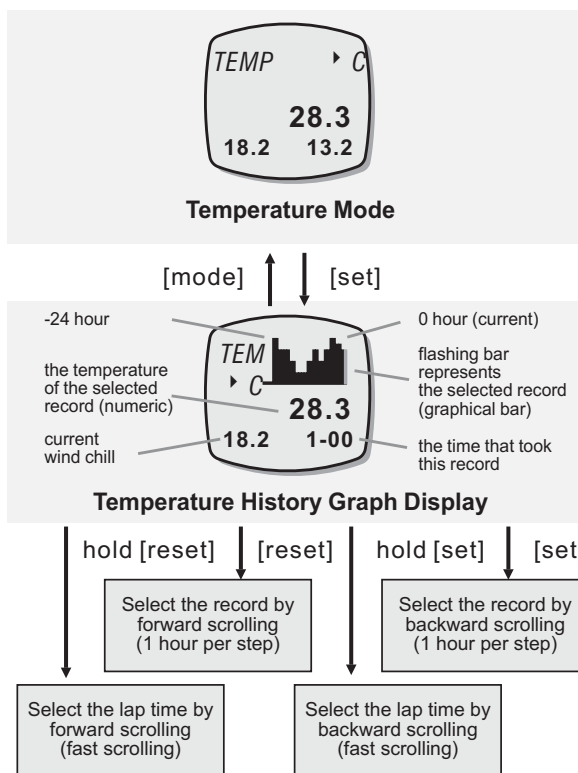 TEMP
C
28.3
18.2 13.2
Temperature Mode
[mode]
[set]
-24 hour
0 hour (current)
TEM
C
the temperature
of the selected
record (numeric)
flashing bar
represents
the selected record
(graphical bar)
28.3
18.2 1-00
current
wind chill
the time that took
this record
Temperature History Graph Display
hold [reset]
[reset]
hold [set]
[set
Select the record by
forward scrolling
(1 hour per step)
Select the record by
backward scrolling
(1 hour per step)
Select the lap time by
forward scrolling
(fast scrolling)
Select the lap time by
backward scrolling
(fast scrolling)